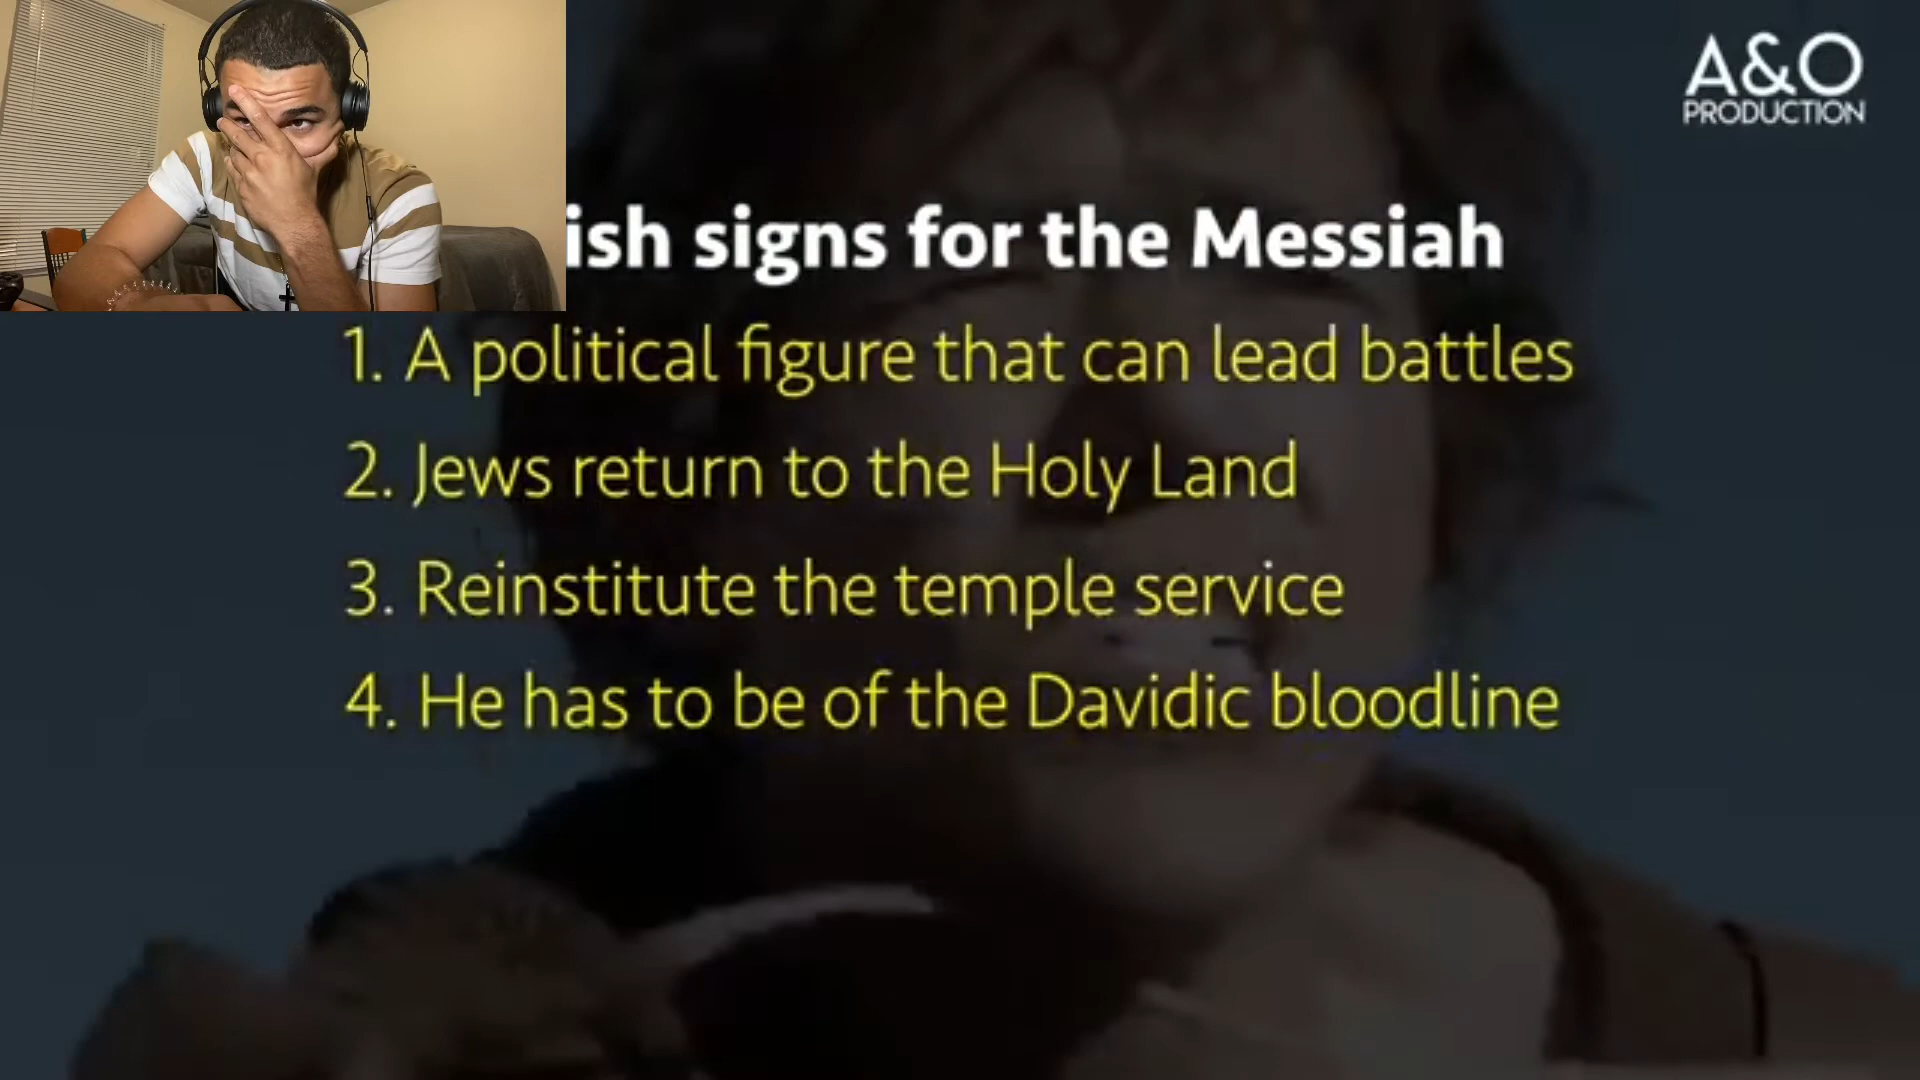 A&O
PRODUCTION
ish signs for the Messiah
1. A political figure that can lead battles
2. Jews return to the Holy Land
3. Reinstitute the temple service
4. He has to be of the Davidic bloodline